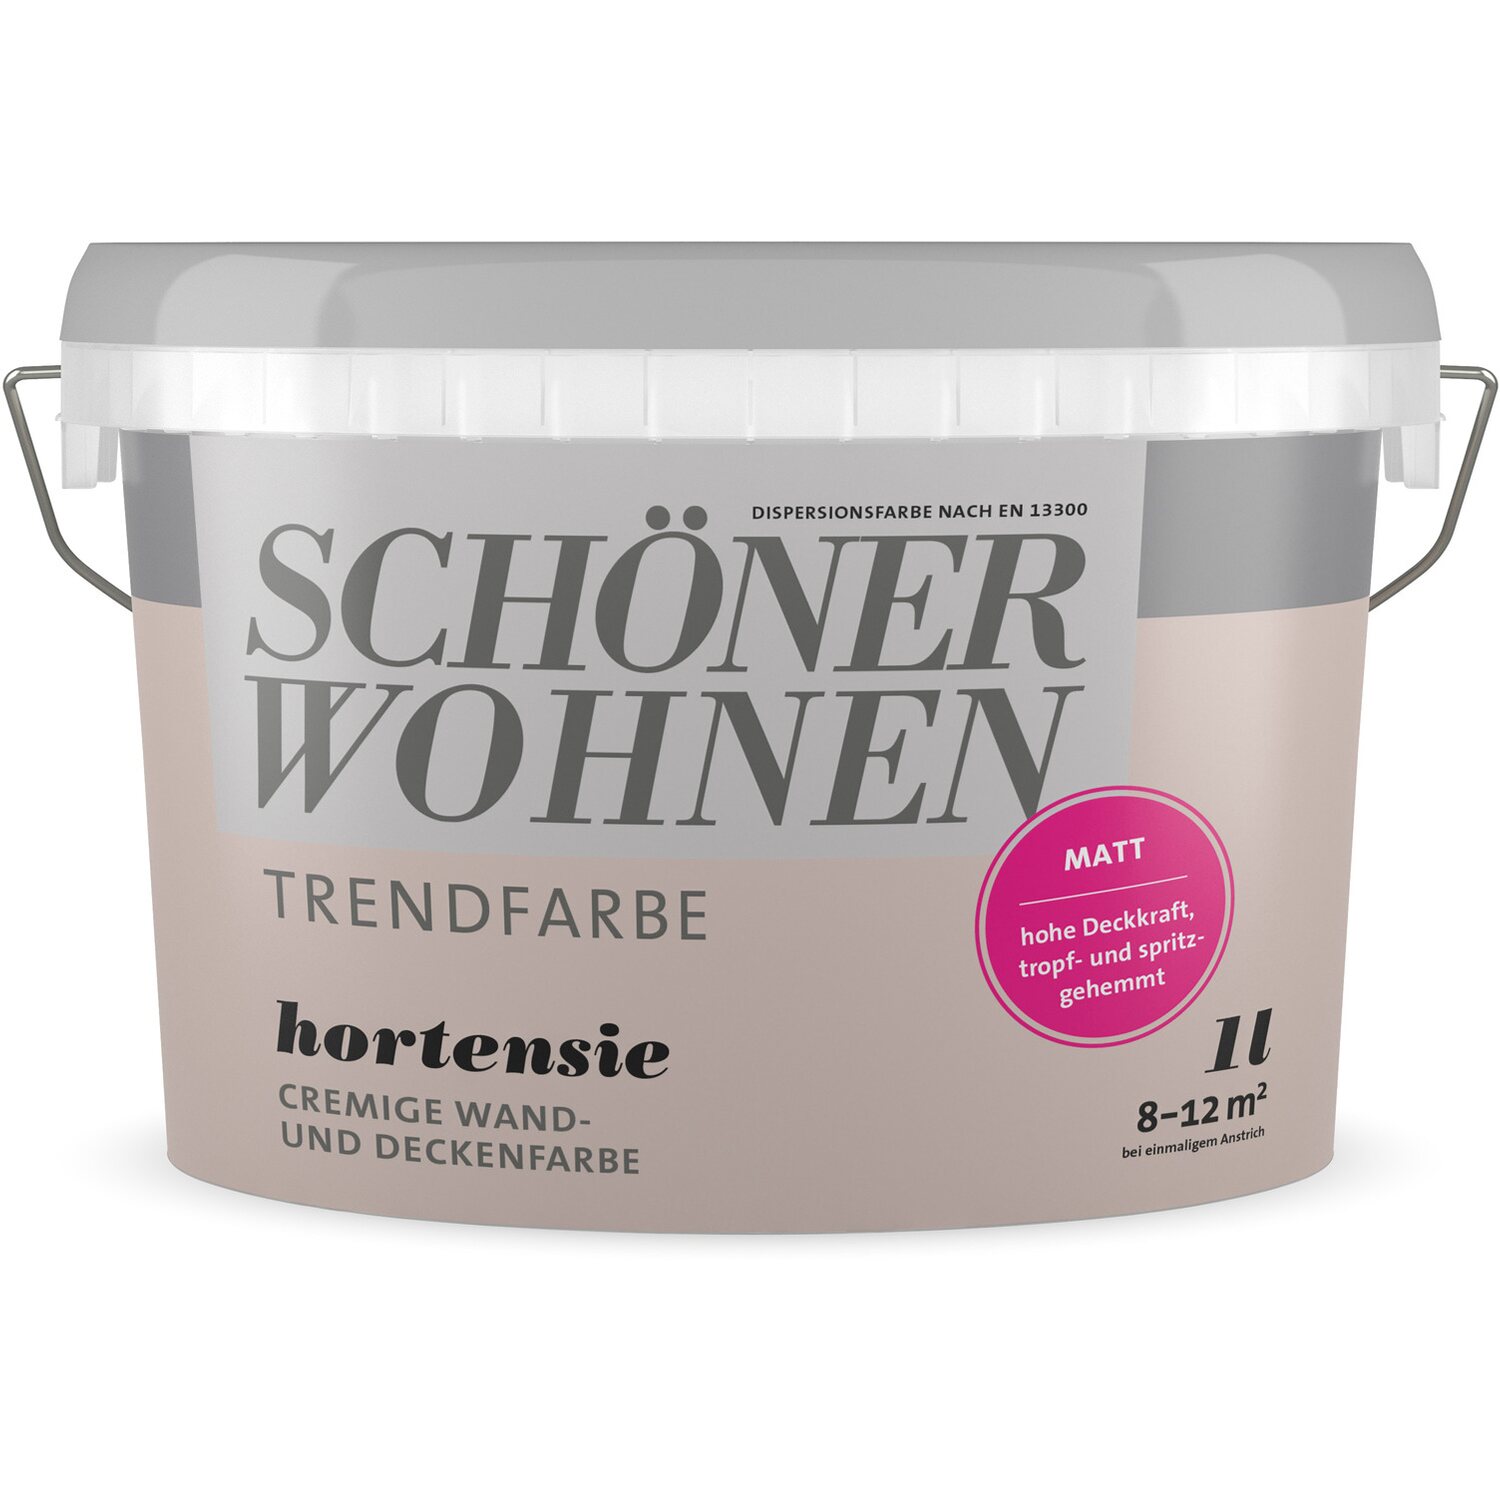 DISPERSIONSFARBE NACH EN 13300
SCHÖNER
WOHNEN
TRENDFARBE
MATT
hohe Deckkraft,
tropf- und spritz-
gehemmt
hortensie
CREMIGE WAND-
UND DECKENFARBE
1l
8–12 m²
bei einmaligem Anstrich